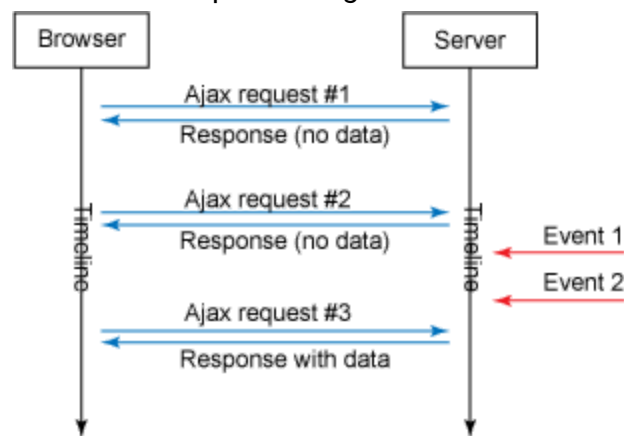 Browser
Server
Ajax request #1
Response (no data)
Ajax request #2
Response (no data)
Timeline
Timeline
Event 1
Event 2
Ajax request #3
Response with data